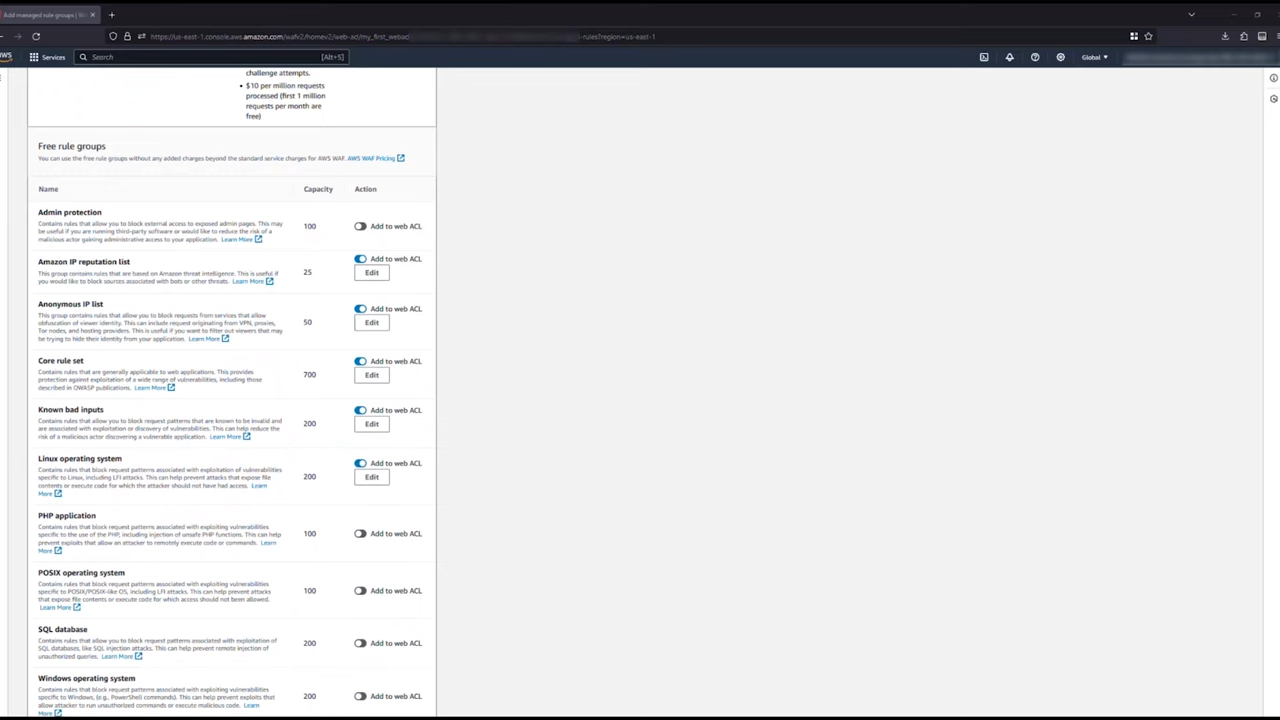 Add managed rule groups | W
https://us-east-1.console.aws.amazon.com/wafv2/homev2/web-acl/my_first_webacl rules?region=us-east-1
aws Services Search [Alt+S] Global
challenge attempts.
• $10 per million requests
processed (first 1 million
requests per month are
free)
Free rule groups
You can use the free rule groups without any added charges beyond the standard service charges for AWS WAF. AWS WAF Pricing
Name Capacity Action
Admin protection
Contains rules that allow you to block external access to exposed admin pages. This may
be useful if you are running third-party software or would like to reduce the risk of a
malicious actor gaining administrative access to your application. Learn More
100 Add to web ACL
Amazon IP reputation list
This group contains rules that are based on Amazon threat intelligence. This is useful if
you would like to block sources associated with bots or other threats. Learn More
25 Add to web ACL
Edit
Anonymous IP list
This group contains rules that allow you to block requests from services that allow
obfuscation of viewer identity. This can include request originating from VPN, proxies,
Tor nodes, and hosting providers. This is useful if you want to filter out viewers that may
be trying to hide their identity from your application. Learn More
50 Add to web ACL
Edit
Core rule set
Contains rules that are generally applicable to web applications. This provides
protection against exploitation of a wide range of vulnerabilities, including those
described in OWASP publications. Learn More
700 Add to web ACL
Edit
Known bad inputs
Contains rules that allow you to block request patterns that are known to be invalid and
are associated with exploitation or discovery of vulnerabilities. This can help reduce the
risk of a malicious actor discovering a vulnerable application. Learn More
200 Add to web ACL
Edit
Linux operating system
Contains rules that block request patterns associated with exploitation of vulnerabilities
specific to Linux, including LFI attacks. This can help prevent attacks that expose file
contents or execute code for which the attacker should not have had access. Learn
More
200 Add to web ACL
Edit
PHP application
Contains rules that block request patterns associated with exploiting vulnerabilities
specific to the use of the PHP, including injection of unsafe PHP functions. This can help
prevent exploits that allow an attacker to remotely execute code or commands. Learn
More
100 Add to web ACL
POSIX operating system
Contains rules that block request patterns associated with exploiting vulnerabilities
specific to POSIX/POSIX-like OS, including LFI attacks. This can help prevent attacks
that expose file contents or execute code for which access should not been allowed.
Learn More
100 Add to web ACL
SQL database
Contains rules that allow you to block request patterns associated with exploitation of
SQL databases, like SQL injection attacks. This can help prevent remote injection of
unauthorized queries. Learn More
200 Add to web ACL
Windows operating system
Contains rules that block request patterns associated with exploiting vulnerabilities
specific to Windows, (e.g., PowerShell commands). This can help prevent exploits that
allow attacker to run unauthorized commands or execute malicious code. Learn
More
200 Add to web ACL